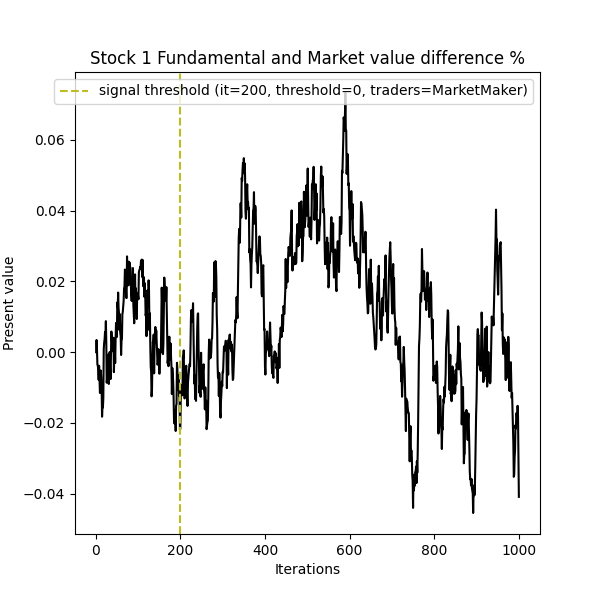 Stock 1 Fundamental and Market value difference %
signal threshold (it=200, threshold=0, traders=MarketMaker)
0.06
0.04
0.02
0.00
−0.02
−0.04
Present value
0 200 400 600 800 1000
Iterations